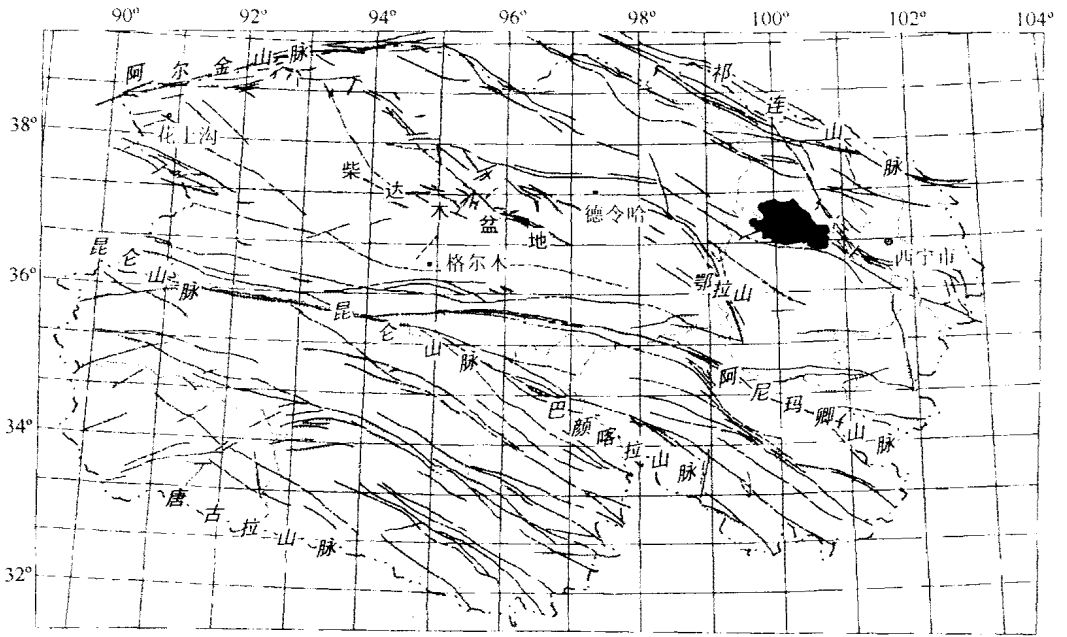 90° 92° 94° 96° 98° 100° 102° 104°
阿尔金山脉
祁连山脉
38°
花土沟
柴达木盆地
德令哈
西宁市
格尔木
昆仑山脉
36°
鄂拉山
昆仑山脉
阿尼玛卿山脉
巴颜喀拉山脉
34°
唐古拉山脉
32°